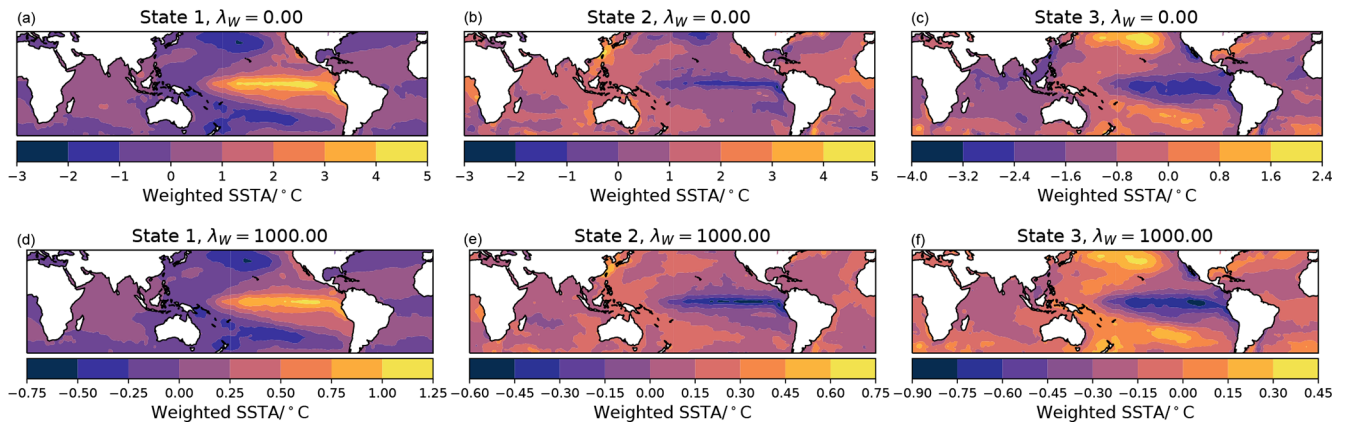 (a) State 1, λ_W = 0.00
(b) State 2, λ_W = 0.00
(c) State 3, λ_W = 0.00
−3 −2 −1 0 1 2 3 4 5
−3 −2 −1 0 1 2 3 4 5
−4.0 −3.2 −2.4 −1.6 −0.8 0.0 0.8 1.6 2.4
Weighted SSTA/°C
Weighted SSTA/°C
Weighted SSTA/°C
(d) State 1, λ_W = 1000.00
(e) State 2, λ_W = 1000.00
(f) State 3, λ_W = 1000.00
−0.75 −0.50 −0.25 0.00 0.25 0.50 0.75 1.00 1.25
−0.60 −0.45 −0.30 −0.15 0.00 0.15 0.30 0.45 0.60 0.75
−0.90 −0.75 −0.60 −0.45 −0.30 −0.15 0.00 0.15 0.30 0.45
Weighted SSTA/°C
Weighted SSTA/°C
Weighted SSTA/°C